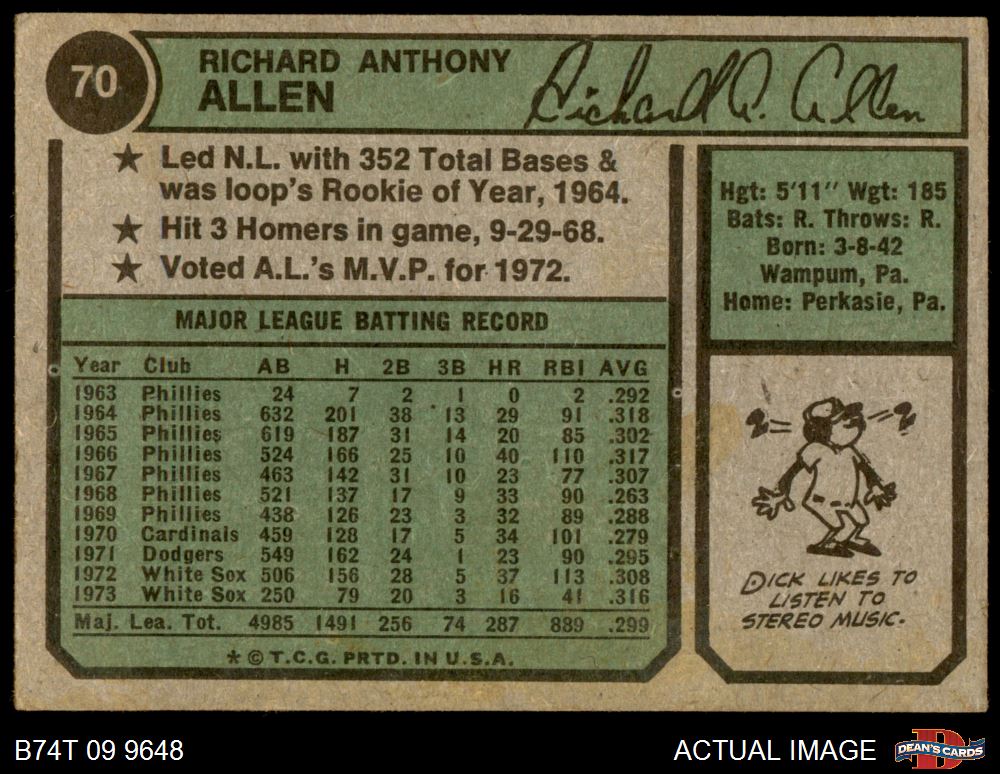 70
RICHARD ANTHONY
ALLEN
Richard A. Allen
★ Led N.L. with 352 Total Bases &
was loop's Rookie of Year, 1964.
★ Hit 3 Homers in game, 9-29-68.
★ Voted A.L.'s M.V.P. for 1972.
Hgt: 5'11" Wgt: 185
Bats: R. Throws: R.
Born: 3-8-42
Wampum, Pa.
Home: Perkasie, Pa.
MAJOR LEAGUE BATTING RECORD
Year Club AB H 2B 3B HR RBI AVG
1963 Phillies 24 7 2 1 0 2 .292
1964 Phillies 632 201 38 13 29 91 .318
1965 Phillies 619 187 31 14 20 85 .302
1966 Phillies 524 166 25 10 40 110 .317
1967 Phillies 463 142 31 10 23 77 .307
1968 Phillies 521 137 17 9 33 90 .263
1969 Phillies 438 126 23 3 32 89 .288
1970 Cardinals 459 128 17 5 34 101 .279
1971 Dodgers 549 162 24 1 23 90 .295
1972 White Sox 506 156 28 5 37 113 .308
1973 White Sox 250 79 20 3 16 41 .316
Maj. Lea. Tot. 4985 1491 256 74 287 889 .299
★ © T.C.G. PRTD. IN U.S.A.
DICK LIKES TO
LISTEN TO
STEREO MUSIC.
B74T 09 9648
ACTUAL IMAGE
DEAN'S CARDS